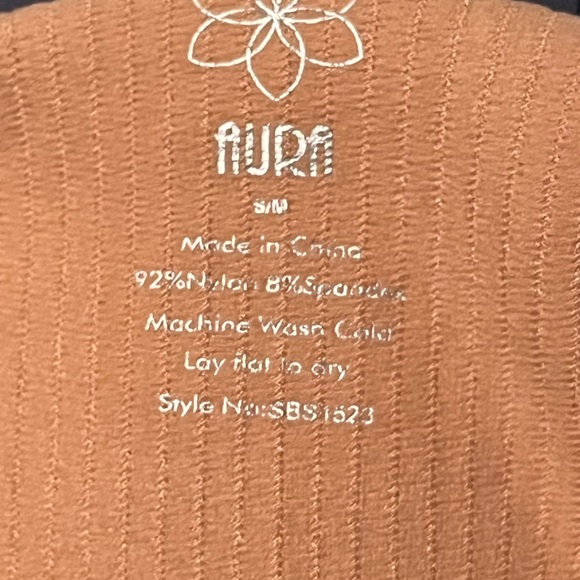 AURA
S/M
Made in China
92%Nylon 8%Spandex
Machine Wash Cold
Lay flat to dry
Style No:SBS1523